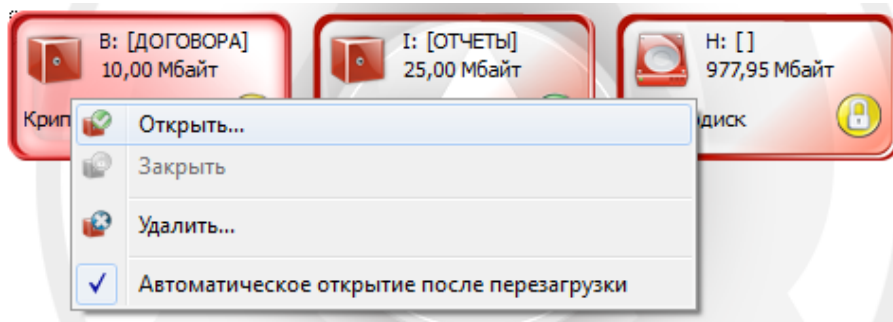 B: [ДОГОВОРА]
10,00 Мбайт
I: [ОТЧЕТЫ]
25,00 Мбайт
H: [ ]
977,95 Мбайт
Крип
диск
Открыть...
Закрыть
Удалить...
Автоматическое открытие после перезагрузки